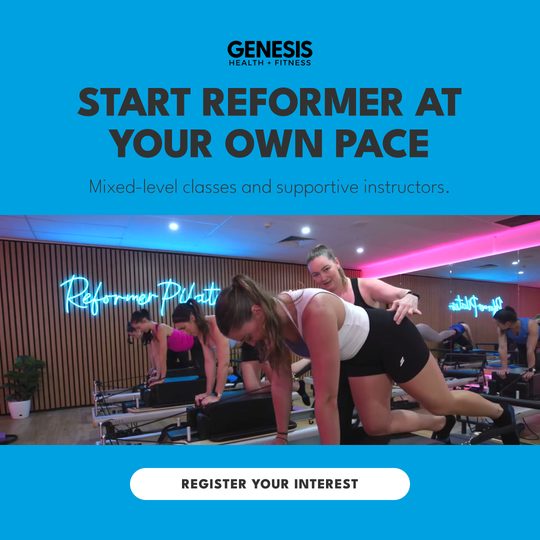 GENESIS
HEALTH + FITNESS
START REFORMER AT
YOUR OWN PACE
Mixed-level classes and supportive instructors.
Reformer Pilat
REGISTER YOUR INTEREST